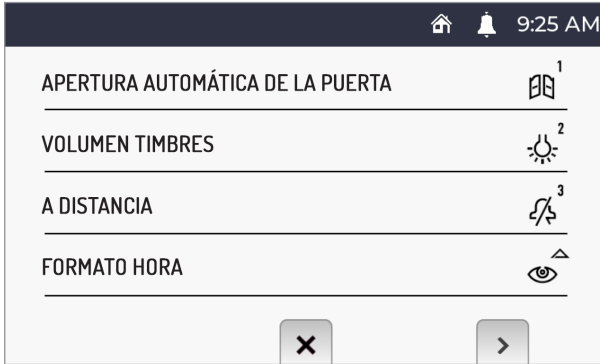 9:25 AM
APERTURA AUTOMÁTICA DE LA PUERTA 1
VOLUMEN TIMBRES 2
A DISTANCIA 3
FORMATO HORA